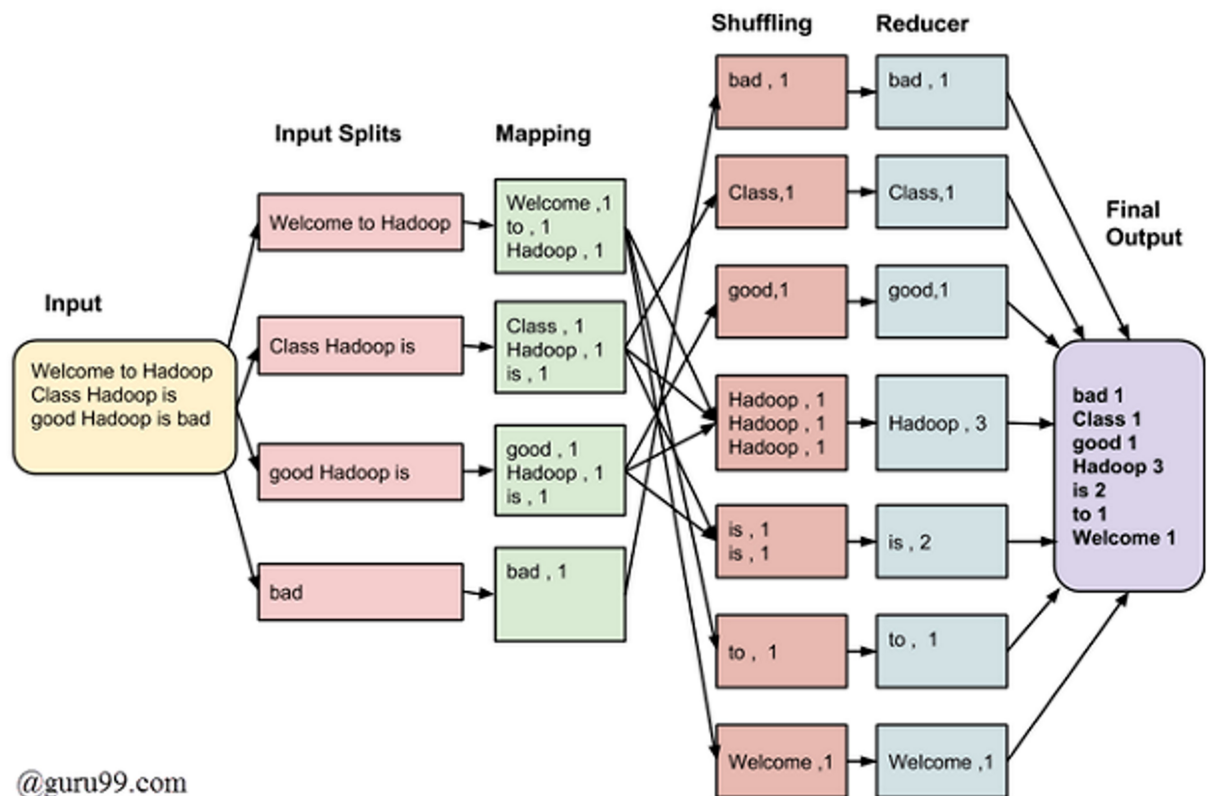 Shuffling
Reducer
Input Splits
Mapping
Input
Final
Output
Welcome to Hadoop
Class Hadoop is
good Hadoop is bad
Welcome to Hadoop
Class Hadoop is
good Hadoop is
bad
Welcome ,1
to , 1
Hadoop , 1
Class , 1
Hadoop , 1
is , 1
good , 1
Hadoop , 1
is , 1
bad , 1
bad , 1
Class,1
good,1
Hadoop , 1
Hadoop , 1
Hadoop , 1
is , 1
is , 1
to , 1
Welcome ,1
bad , 1
Class,1
good,1
Hadoop , 3
is , 2
to , 1
Welcome ,1
bad 1
Class 1
good 1
Hadoop 3
is 2
to 1
Welcome 1
@guru99.com